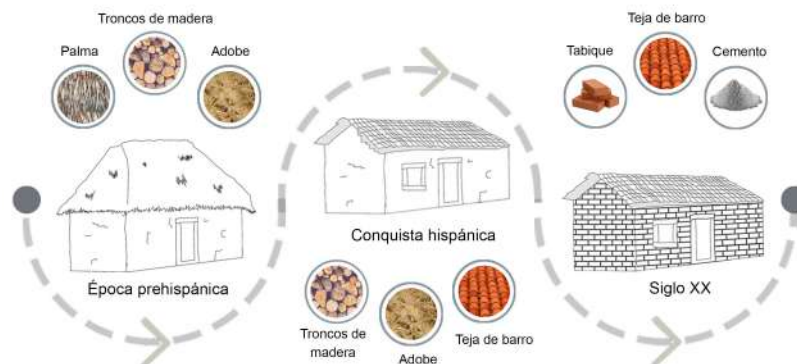 Troncos de madera
Palma
Adobe
Época prehispánica
Conquista hispánica
Troncos de
madera
Adobe
Teja de barro
Teja de barro
Tabique
Cemento
Siglo XX